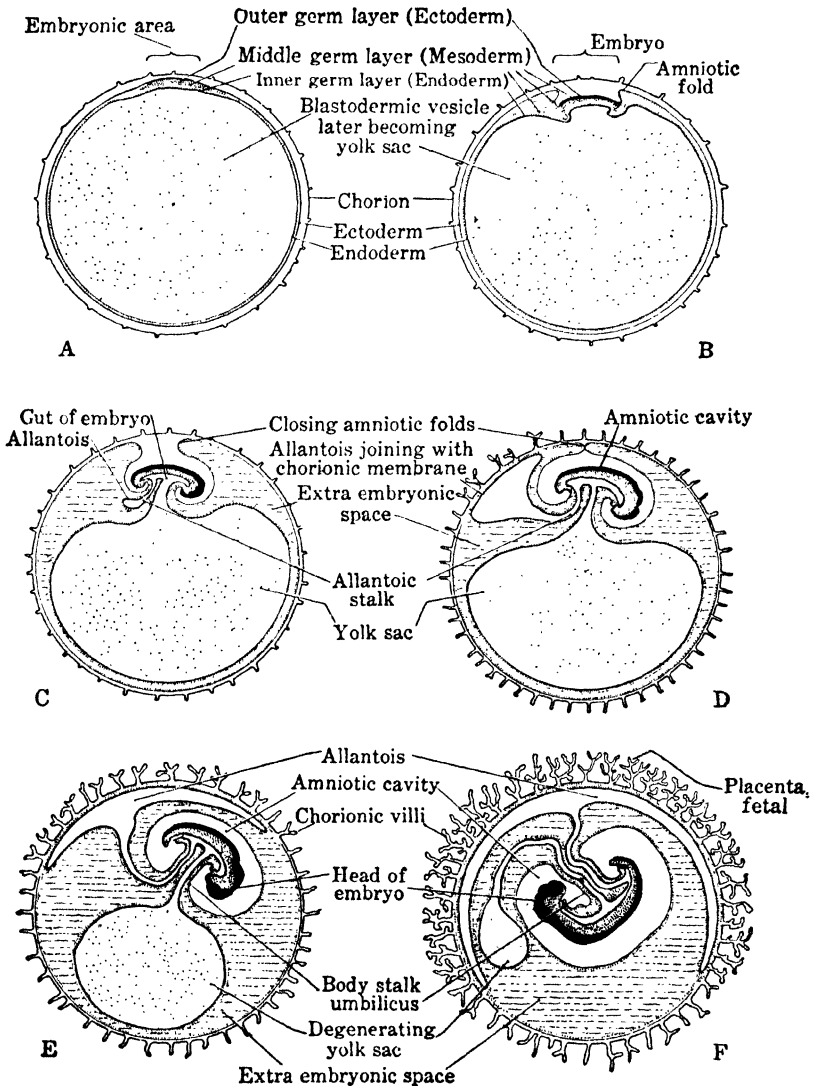 Embryonic area
Outer germ layer (Ectoderm)
Middle germ layer (Mesoderm)
Inner germ layer (Endoderm)
Embryo
Amniotic
fold
Blastodermic vesicle
later becoming
yolk sac
Chorion
Ectoderm
Endoderm
A
B
Gut of embryo
Allantois
Closing amniotic folds
Allantois joining with
chorionic membrane
Extra embryonic
space
Amniotic cavity
Allantoic
stalk
Yolk sac
C
D
Allantois
Amniotic cavity
Chorionic villi
Placenta,
fetal
Head of
embryo
Body stalk
umbilicus
Degenerating
yolk sac
Extra embryonic space
E
F